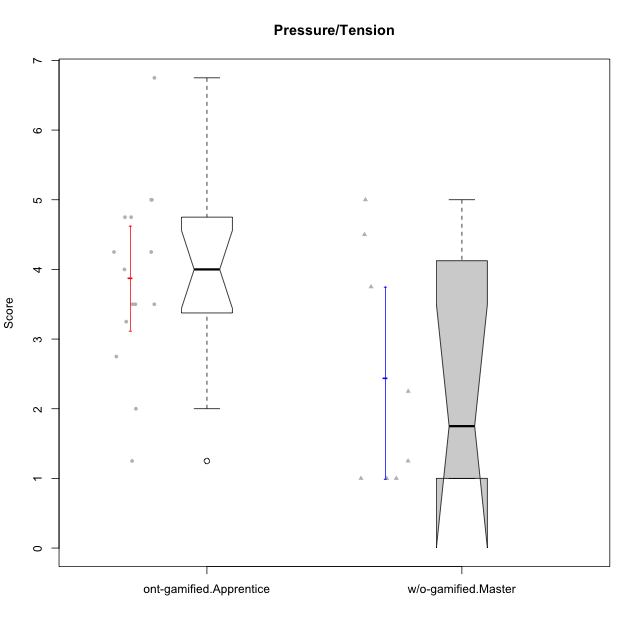 Pressure/Tension
7
6
5
4
3
2
1
0
Score
ont-gamified.Apprentice
w/o-gamified.Master